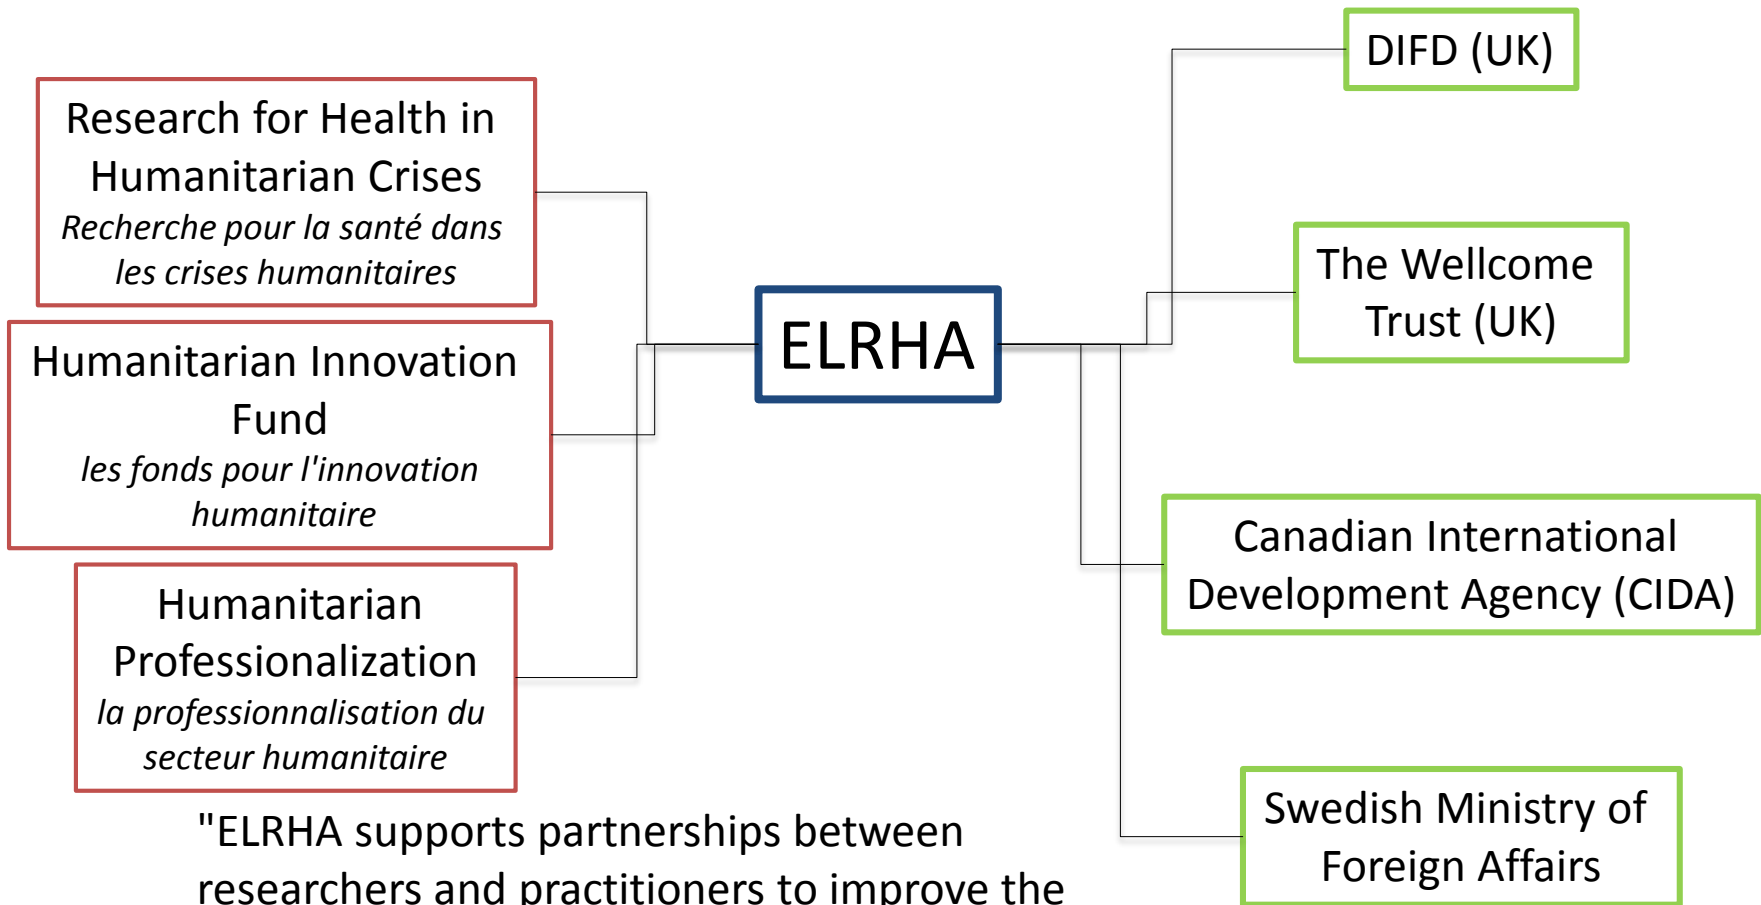 Research for Health in
Humanitarian Crises
Recherche pour la santé dans
les crises humanitaires
Humanitarian Innovation
Fund
les fonds pour l'innovation
humanitaire
Humanitarian
Professionalization
la professionnalisation du
secteur humanitaire
ELRHA
DIFD (UK)
The Wellcome
Trust (UK)
Canadian International
Development Agency (CIDA)
Swedish Ministry of
Foreign Affairs
"ELRHA supports partnerships between
researchers and practitioners to improve the